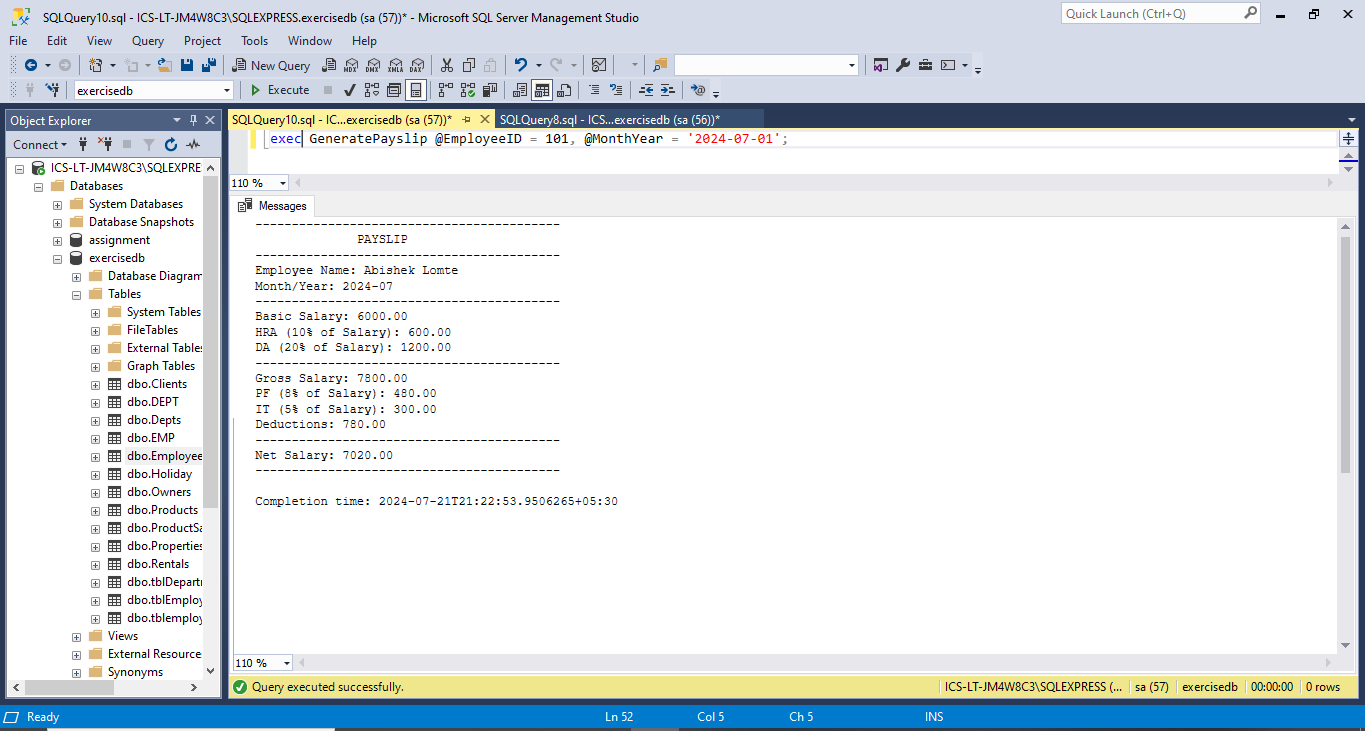 SQLQuery10.sql - ICS-LT-JM4W8C3\SQLEXPRESS.exercisedb (sa (57))* - Microsoft SQL Server Management Studio
Quick Launch (Ctrl+Q)
File Edit View Query Project Tools Window Help
New Query MDX DMX XMLA DAX
exercisedb Execute
Object Explorer
SQLQuery10.sql - IC...exercisedb (sa (57))* SQLQuery8.sql - ICS...exercisedb (sa (56))*
exec GeneratePayslip @EmployeeID = 101, @MonthYear = '2024-07-01';
Connect
ICS-LT-JM4W8C3\SQLEXPRE
Databases
System Databases
Database Snapshots
assignment
exercisedb
Database Diagram
Tables
System Tables
FileTables
External Tables
Graph Tables
dbo.Clients
dbo.DEPT
dbo.Depts
dbo.EMP
dbo.Employee
dbo.Holiday
dbo.Owners
dbo.Products
dbo.ProductSa
dbo.Properties
dbo.Rentals
dbo.tblDepartm
dbo.tblEmploy
dbo.tblemploy
Views
External Resource
Synonyms
110 %
Messages
------------------------------------------
PAYSLIP
------------------------------------------
Employee Name: Abishek Lomte
Month/Year: 2024-07
------------------------------------------
Basic Salary: 6000.00
HRA (10% of Salary): 600.00
DA (20% of Salary): 1200.00
------------------------------------------
Gross Salary: 7800.00
PF (8% of Salary): 480.00
IT (5% of Salary): 300.00
Deductions: 780.00
------------------------------------------
Net Salary: 7020.00
------------------------------------------
Completion time: 2024-07-21T21:22:53.9506265+05:30
110 %
Query executed successfully. ICS-LT-JM4W8C3\SQLEXPRESS (... sa (57) exercisedb 00:00:00 0 rows
Ready Ln 52 Col 5 Ch 5 INS